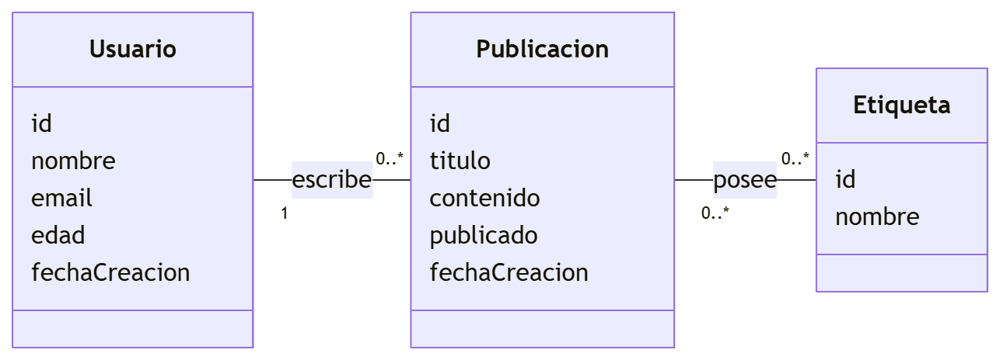 Usuario
id
nombre
email
edad
fechaCreacion
1
escribe
0..*
Publicacion
id
titulo
contenido
publicado
fechaCreacion
0..*
posee
0..*
Etiqueta
id
nombre